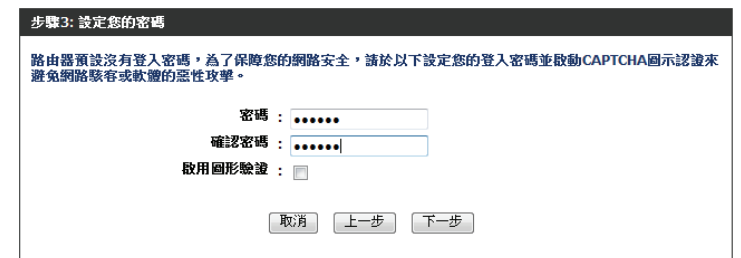 步驟3: 設定您的密碼
路由器預設沒有登入密碼，為了保障您的網路安全，請於以下設定您的登入密碼並啟動CAPTCHA圖示認證來
避免網路駭客或軟體的惡性攻擊。
密碼 : ●●●●●●
確認密碼 : ●●●●●●
啟用圖形驗證 :
取消 上一步 下一步